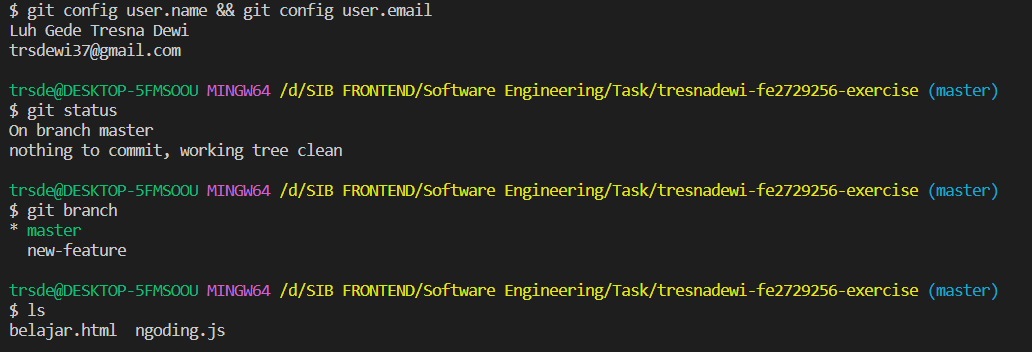 $ git config user.name && git config user.email
Luh Gede Tresna Dewi
trsdewi37@gmail.com
trsde@DESKTOP-5FMSOOU MINGW64 /d/SIB FRONTEND/Software Engineering/Task/tresnadewi-fe2729256-exercise (master)
$ git status
On branch master
nothing to commit, working tree clean
trsde@DESKTOP-5FMSOOU MINGW64 /d/SIB FRONTEND/Software Engineering/Task/tresnadewi-fe2729256-exercise (master)
$ git branch
* master
new-feature
trsde@DESKTOP-5FMSOOU MINGW64 /d/SIB FRONTEND/Software Engineering/Task/tresnadewi-fe2729256-exercise (master)
$ ls
belajar.html  ngoding.js